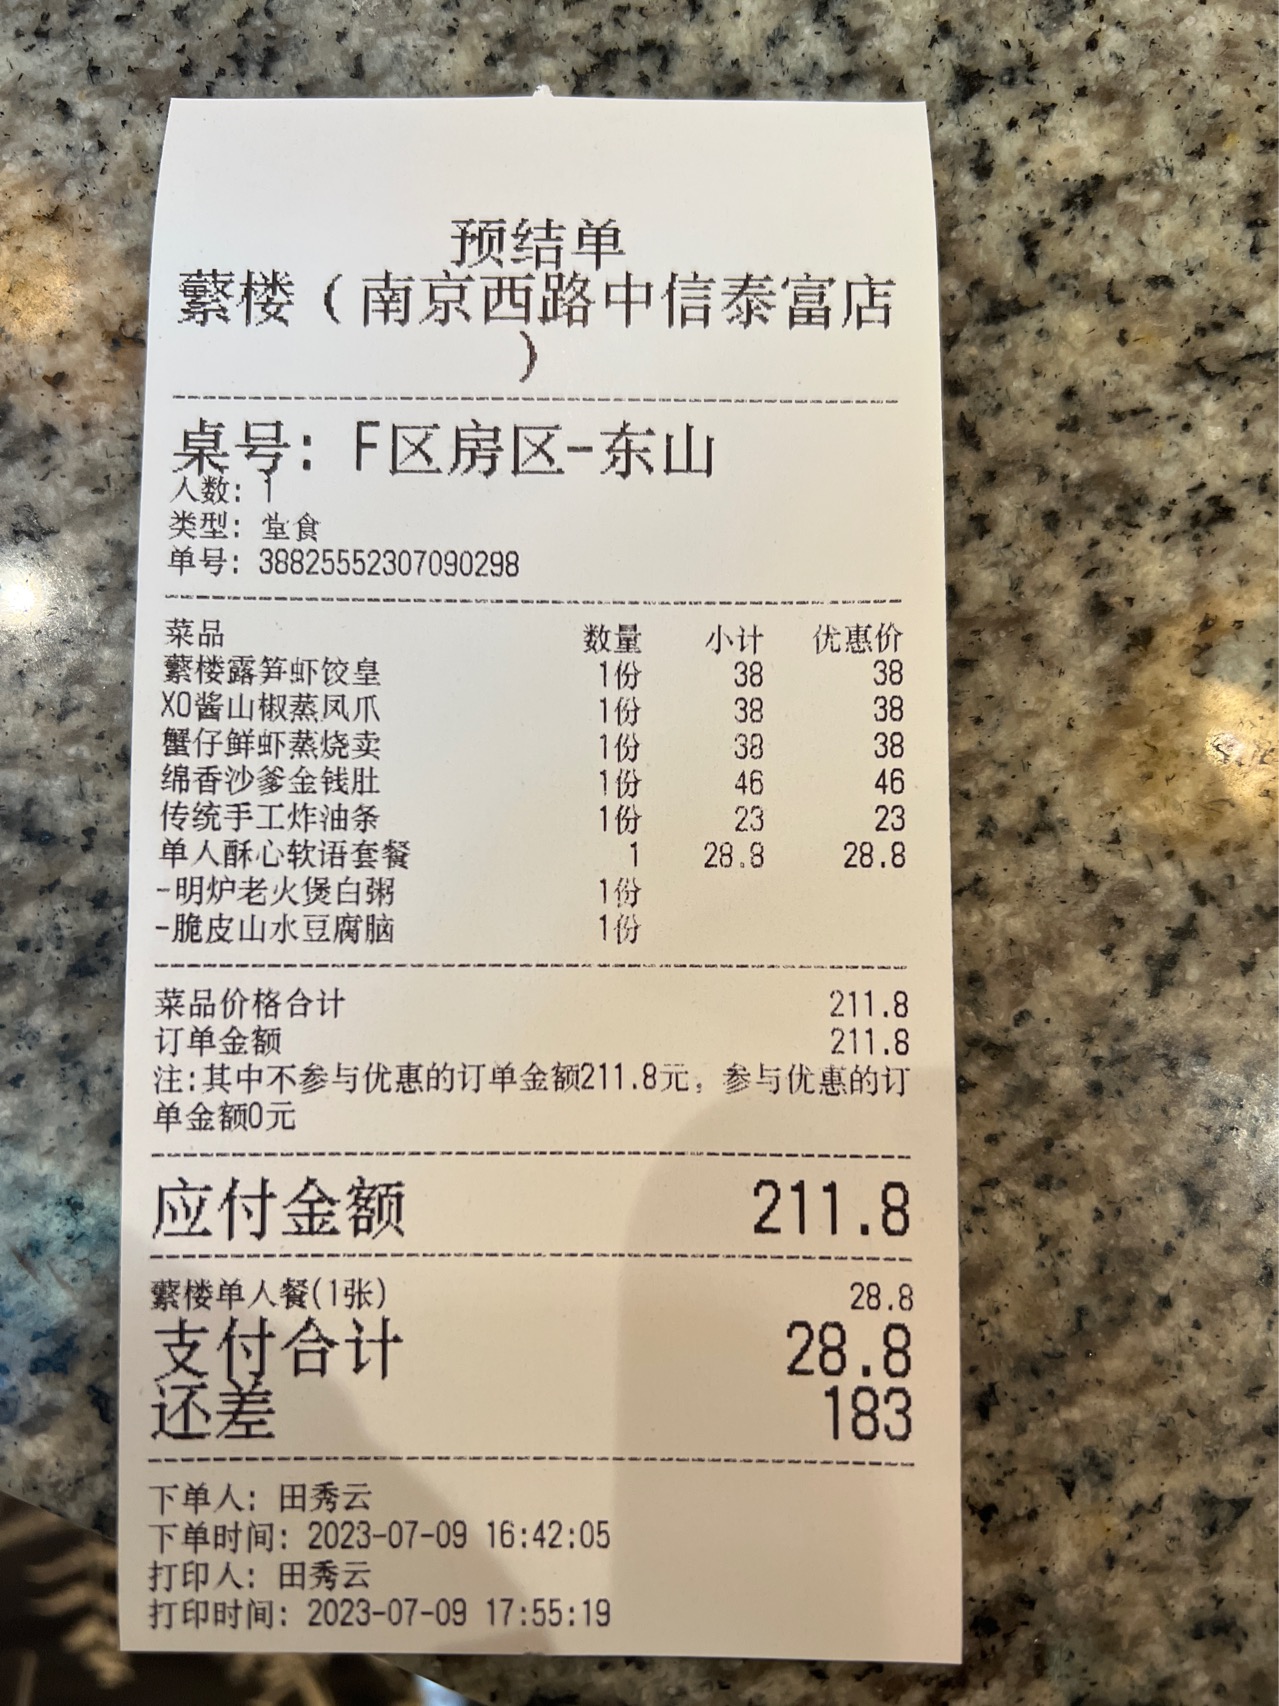 预结单
蘩楼（南京西路中信泰富店
）
桌号：F区房区-东山
人数：1
类型：堂食
单号：38825552307090298
菜品 数量 小计 优惠价
蘩楼露笋虾饺皇 1份 38 38
XO酱山椒蒸凤爪 1份 38 38
蟹仔鲜虾蒸烧卖 1份 38 38
绵香沙爹金钱肚 1份 46 46
传统手工炸油条 1份 23 23
单人酥心软语套餐 1 28.8 28.8
-明炉老火煲白粥 1份
-脆皮山水豆腐脑 1份
菜品价格合计 211.8
订单金额 211.8
注:其中不参与优惠的订单金额211.8元，参与优惠的订
单金额0元
应付金额 211.8
蘩楼单人餐(1张) 28.8
支付合计 28.8
还差 183
下单人：田秀云
下单时间：2023-07-09 16:42:05
打印人：田秀云
打印时间：2023-07-09 17:55:19